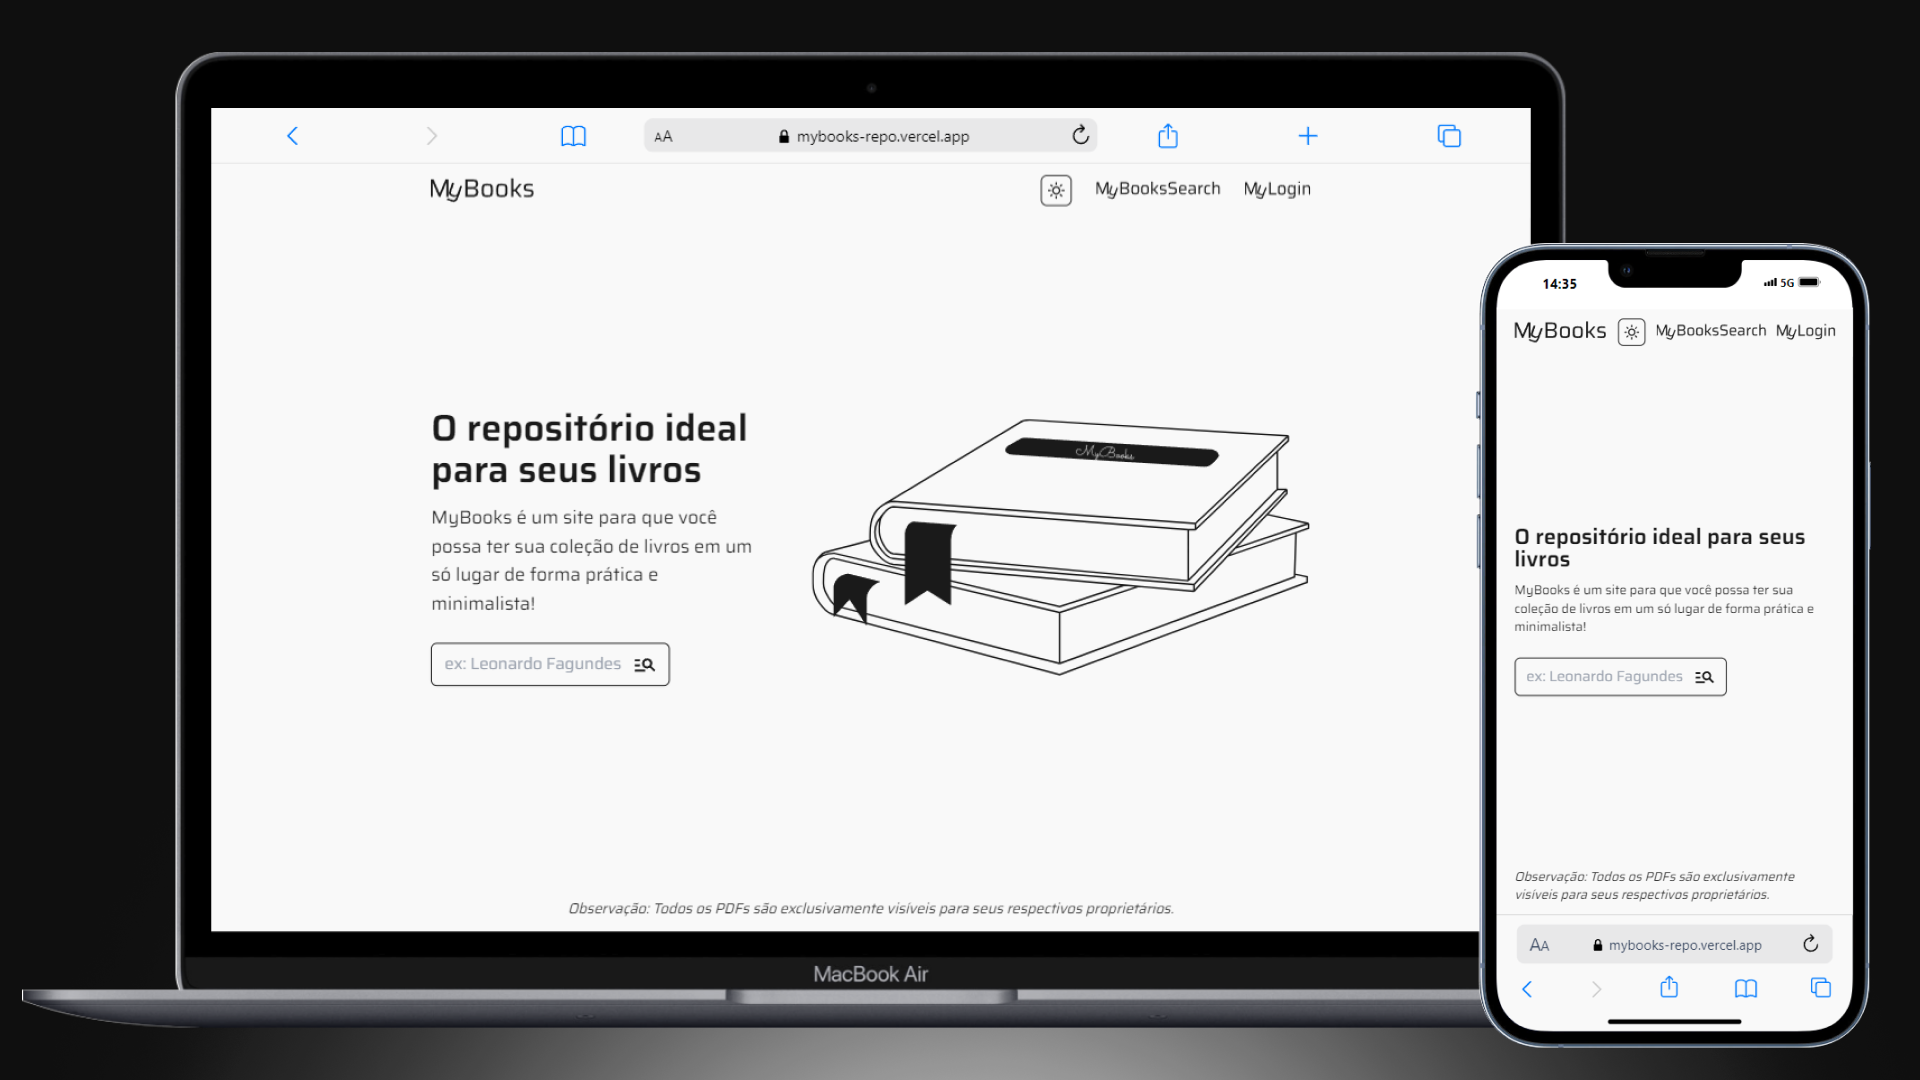 AA mybooks-repo.vercel.app
MyBooks MyBooksSearch MyLogin
O repositório ideal
para seus livros
MyBooks é um site para que você
possa ter sua coleção de livros em um
só lugar de forma prática e
minimalista!
ex: Leonardo Fagundes
MyBooks
Observação: Todos os PDFs são exclusivamente visíveis para seus respectivos proprietários.
MacBook Air
14:35 5G
MyBooks MyBooksSearch MyLogin
O repositório ideal para seus
livros
MyBooks é um site para que você possa ter sua
coleção de livros em um só lugar de forma prática e
minimalista!
ex: Leonardo Fagundes
Observação: Todos os PDFs são exclusivamente
visíveis para seus respectivos proprietários.
AA mybooks-repo.vercel.app